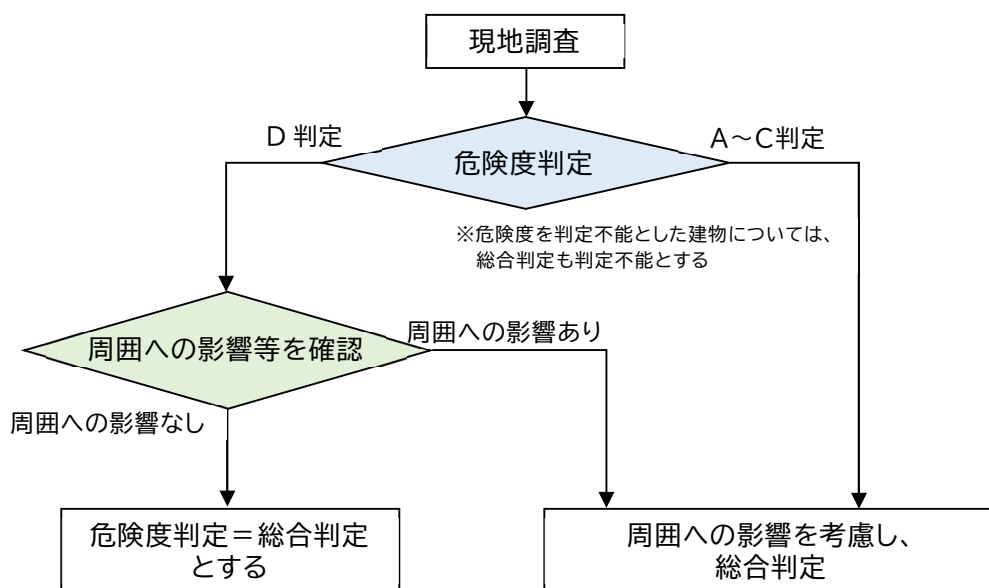 現地調査
D 判定
A～C判定
危険度判定
※危険度を判定不能とした建物については、
総合判定も判定不能とする
周囲への影響あり
周囲への影響等を確認
周囲への影響なし
危険度判定＝総合判定
とする
周囲への影響を考慮し、
総合判定